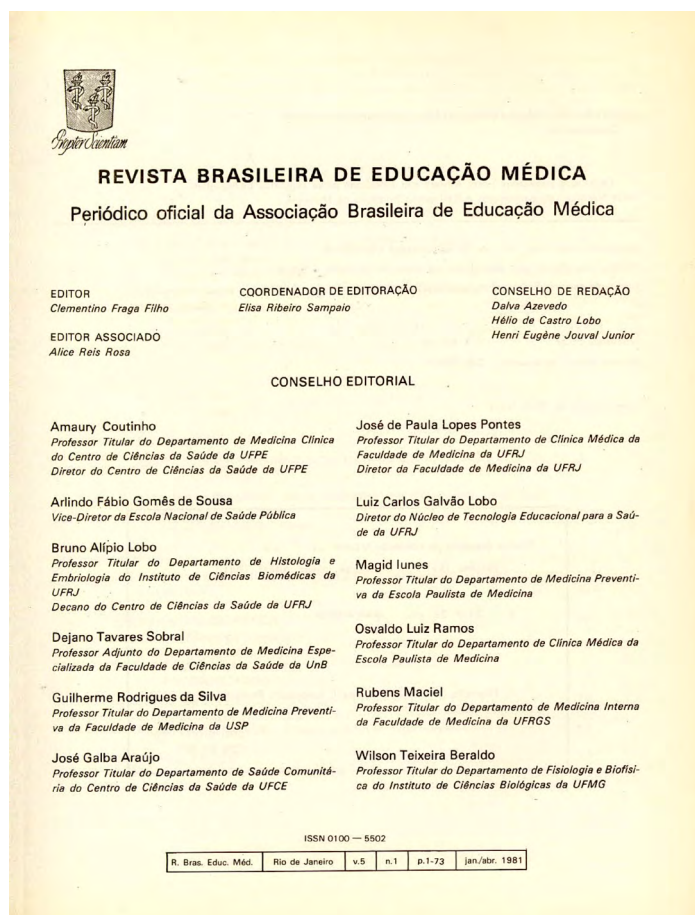 Propter Scientiam
REVISTA BRASILEIRA DE EDUCAÇÃO MÉDICA
Periódico oficial da Associação Brasileira de Educação Médica
EDITOR
Clementino Fraga Filho
EDITOR ASSOCIADO
Alice Reis Rosa
COORDENADOR DE EDITORAÇÃO
Elisa Ribeiro Sampaio
CONSELHO DE REDAÇÃO
Dalva Azevedo
Hélio de Castro Lobo
Henri Eugène Jouval Junior
CONSELHO EDITORIAL
Amaury Coutinho
Professor Titular do Departamento de Medicina Clínica
do Centro de Ciências da Saúde da UFPE
Diretor do Centro de Ciências da Saúde da UFPE
Arlindo Fábio Gomês de Sousa
Vice-Diretor da Escola Nacional de Saúde Pública
Bruno Alípio Lobo
Professor Titular do Departamento de Histologia e
Embriologia do Instituto de Ciências Biomédicas da
UFRJ
Decano do Centro de Ciências da Saúde da UFRJ
Dejano Tavares Sobral
Professor Adjunto do Departamento de Medicina Espe-
cializada da Faculdade de Ciências da Saúde da UnB
Guilherme Rodrigues da Silva
Professor Titular do Departamento de Medicina Preventi-
va da Faculdade de Medicina da USP
José Galba Araújo
Professor Titular do Departamento de Saúde Comunitá-
ria do Centro de Ciências da Saúde da UFCE
José de Paula Lopes Pontes
Professor Titular do Departamento de Clínica Médica da
Faculdade de Medicina da UFRJ
Diretor da Faculdade de Medicina da UFRJ
Luiz Carlos Galvão Lobo
Diretor do Núcleo de Tecnologia Educacional para a Saú-
de da UFRJ
Magid Iunes
Professor Titular do Departamento de Medicina Preventi-
va da Escola Paulista de Medicina
Osvaldo Luiz Ramos
Professor Titular do Departamento de Clínica Médica da
Escola Paulista de Medicina
Rubens Maciel
Professor Titular do Departamento de Medicina Interna
da Faculdade de Medicina da UFRGS
Wilson Teixeira Beraldo
Professor Titular do Departamento de Fisiologia e Biofísi-
ca do Instituto de Ciências Biológicas da UFMG
ISSN 0100 — 5502
R. Bras. Educ. Méd. Rio de Janeiro v.5 n.1 p.1-73 jan./abr. 1981